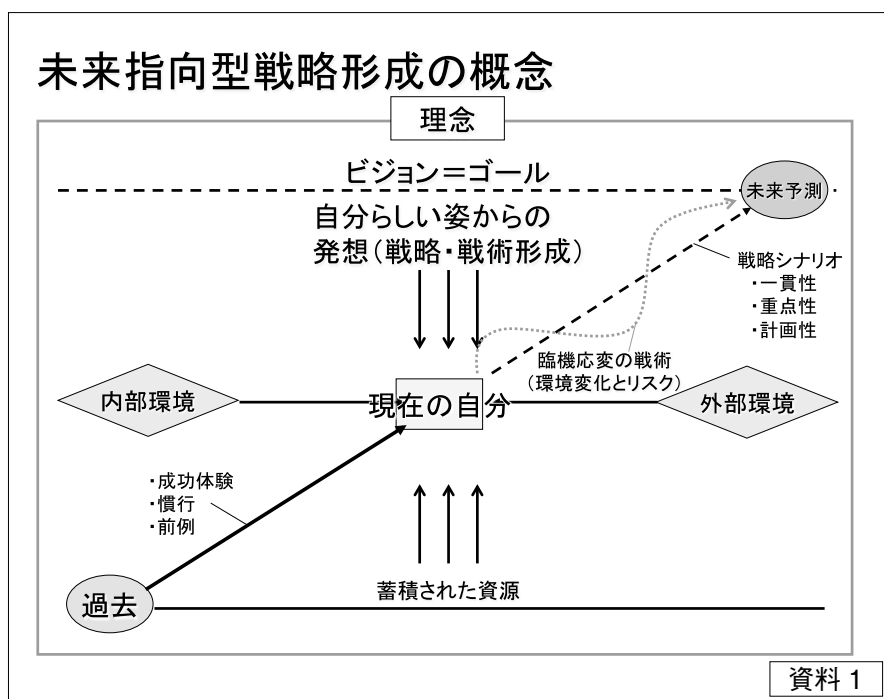 未来指向型戦略形成の概念
理念
ビジョン＝ゴール
未来予測
自分らしい姿からの
発想（戦略・戦術形成）
戦略シナリオ
・一貫性
・重点性
・計画性
臨機応変の戦術
（環境変化とリスク）
内部環境
現在の自分
外部環境
・成功体験
・慣行
・前例
蓄積された資源
過去
資料 1